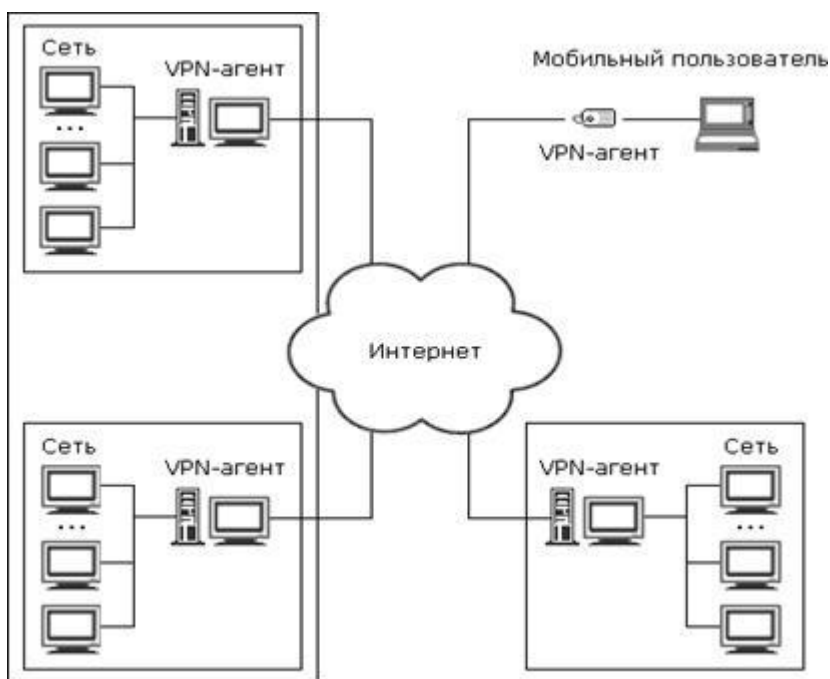 Сеть
VPN-агент
...
Мобильный пользователь
VPN-агент
Интернет
Сеть
VPN-агент
...
VPN-агент
Сеть
...